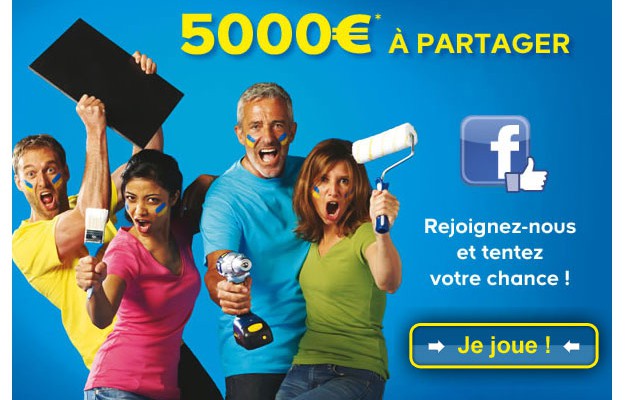 5000€* À PARTAGER
f
Rejoignez-nous
et tentez
votre chance !
Je joue !